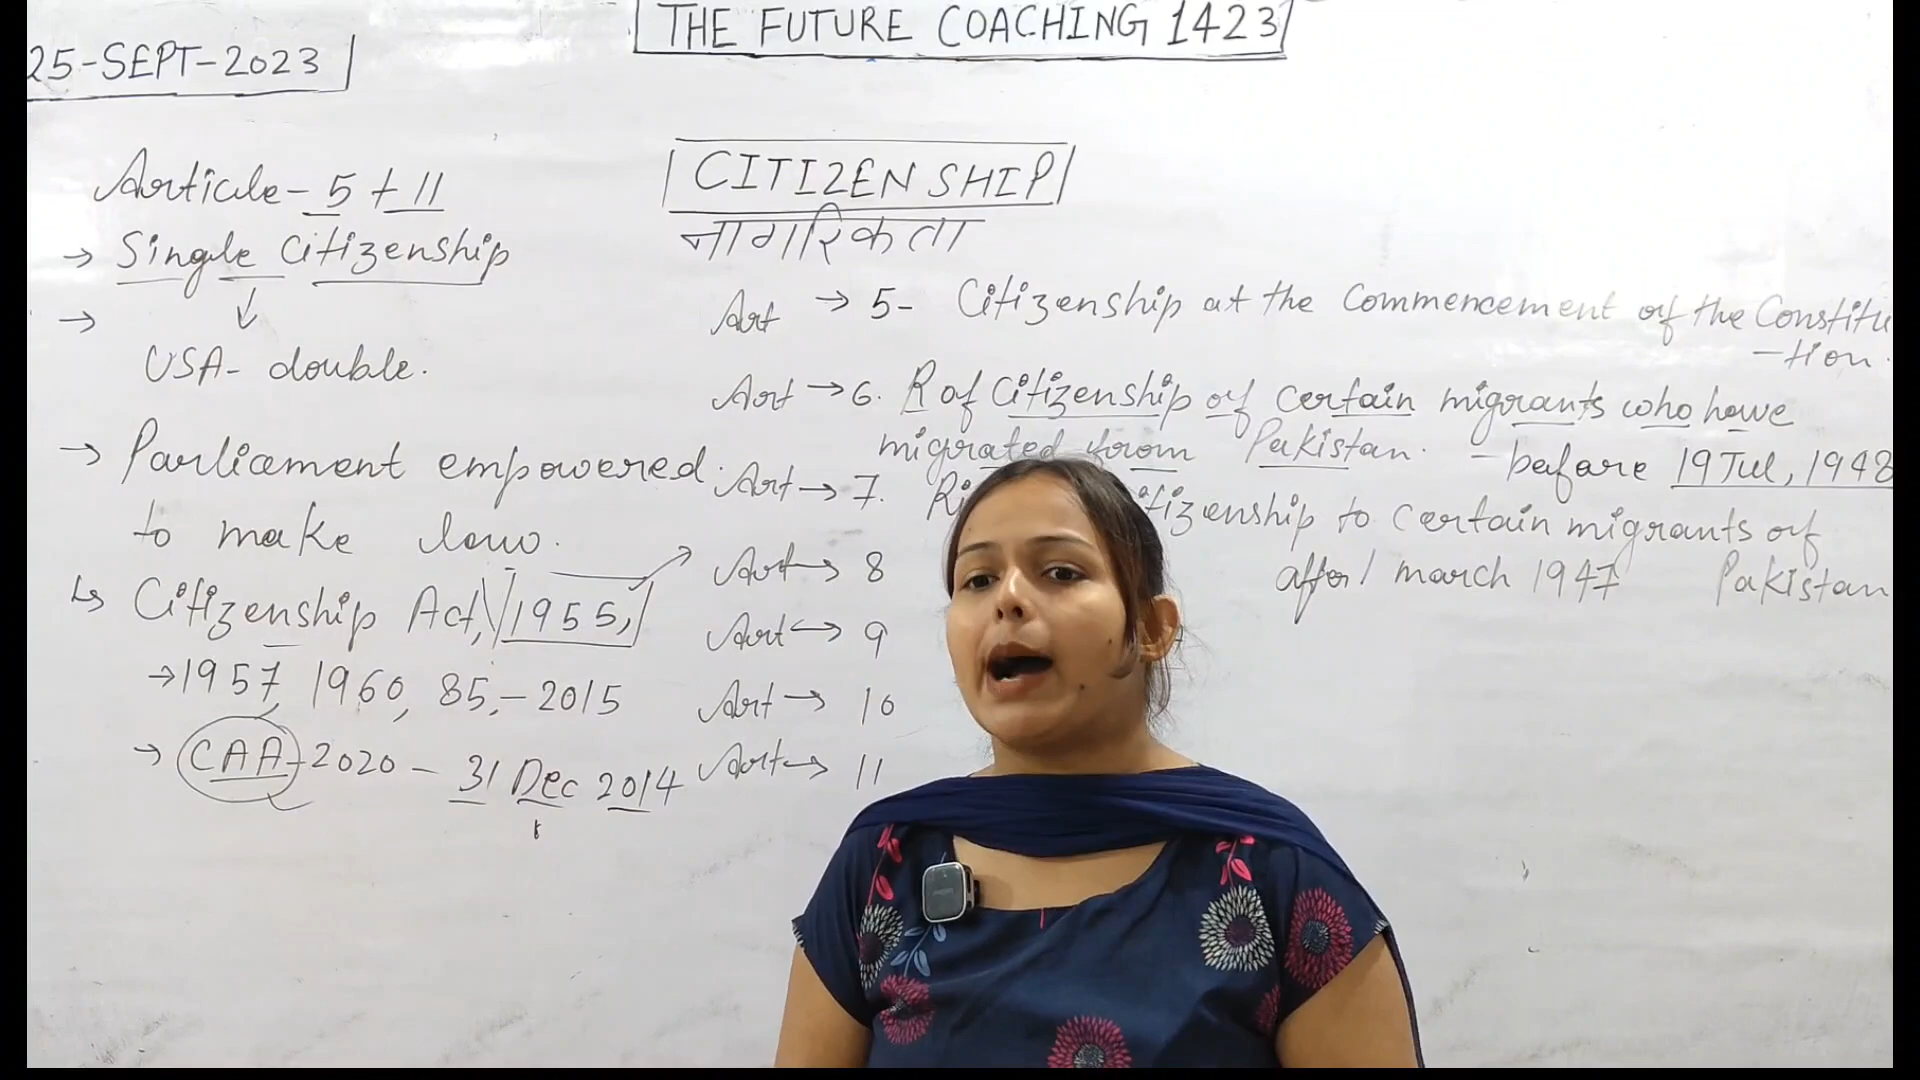 THE FUTURE COACHING 1423
25-SEPT-2023
Article- 5 + 11
→ Single Citizenship
→ ↓
USA- double.
→ Parliament empowered
to make law.
↳ Citizenship Act, 1955,
→ 1957, 1960, 85,-2015
→ CAA-2020 - 31 Dec 2014
CITIZENSHIP
नागरिकता
Art → 5- Citizenship at the Commencement of the Constitu
-tion.
Art → 6. R of Citizenship of certain migrants who have
migrated from Pakistan. - before 19 Jul, 1948
Art → 7. itizenship to Certain migrants of
Pakistan
march 1947
Art → 8
Art → 9
Art → 10
Art → 11